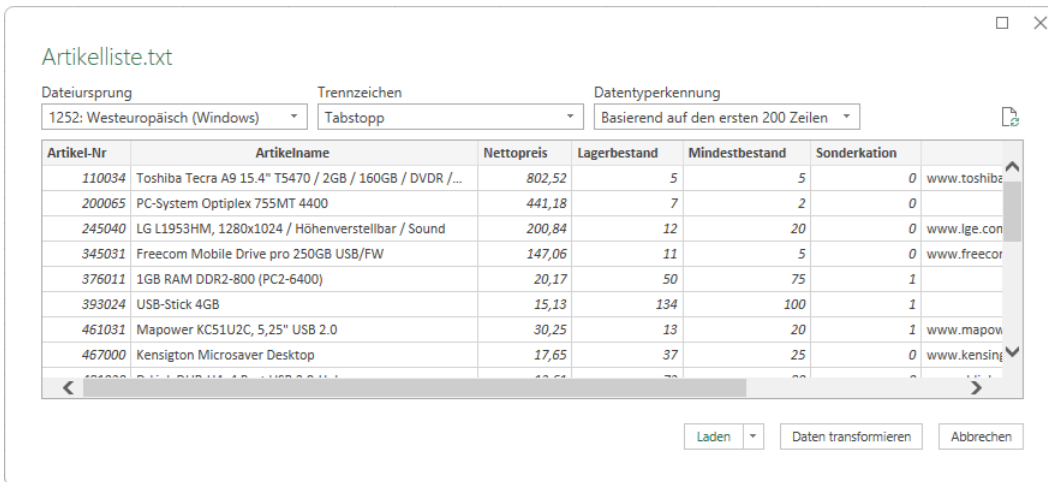 Artikelliste.txt
Dateiursprung Trennzeichen Datentyperkennung
1252: Westeuropäisch (Windows) Tabstopp Basierend auf den ersten 200 Zeilen
Artikel-Nr Artikelname Nettopreis Lagerbestand Mindestbestand Sonderkation
110034 Toshiba Tecra A9 15.4" T5470 / 2GB / 160GB / DVDR /... 802,52 5 5 0 www.toshiba
200065 PC-System Optiplex 755MT 4400 441,18 7 2 0
245040 LG L1953HM, 1280x1024 / Höhenverstellbar / Sound 200,84 12 20 0 www.lge.com
345031 Freecom Mobile Drive pro 250GB USB/FW 147,06 11 5 0 www.freecor
376011 1GB RAM DDR2-800 (PC2-6400) 20,17 50 75 1
393024 USB-Stick 4GB 15,13 134 100 1
461031 Mapower KC51U2C, 5,25" USB 2.0 30,25 13 20 1 www.mapow
467000 Kensigton Microsaver Desktop 17,65 37 25 0 www.kensing
Laden Daten transformieren Abbrechen